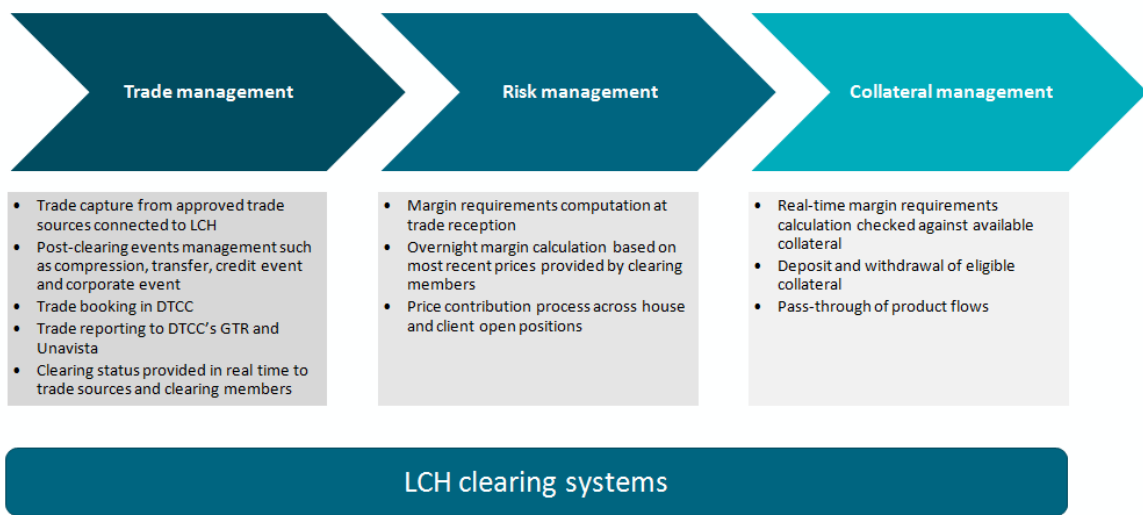 Trade management
Risk management
Collateral management
• Trade capture from approved trade
sources connected to LCH
• Post-clearing events management such
as compression, transfer, credit event
and corporate event
• Trade booking in DTCC
• Trade reporting to DTCC's GTR and
Unavista
• Clearing status provided in real time to
trade sources and clearing members
• Margin requirements computation at
trade reception
• Overnight margin calculation based on
most recent prices provided by clearing
members
• Price contribution process across house
and client open positions
• Real-time margin requirements
calculation checked against available
collateral
• Deposit and withdrawal of eligible
collateral
• Pass-through of product flows
LCH clearing systems